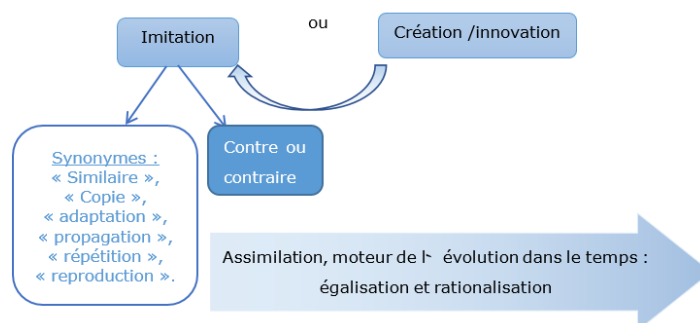 Imitation
ou
Création /innovation
Synonymes :
« Similaire »,
« Copie »,
« adaptation »,
« propagation »,
« répétition »,
« reproduction ».
Contre ou
contraire
Assimilation, moteur de l' évolution dans le temps :
égalisation et rationalisation